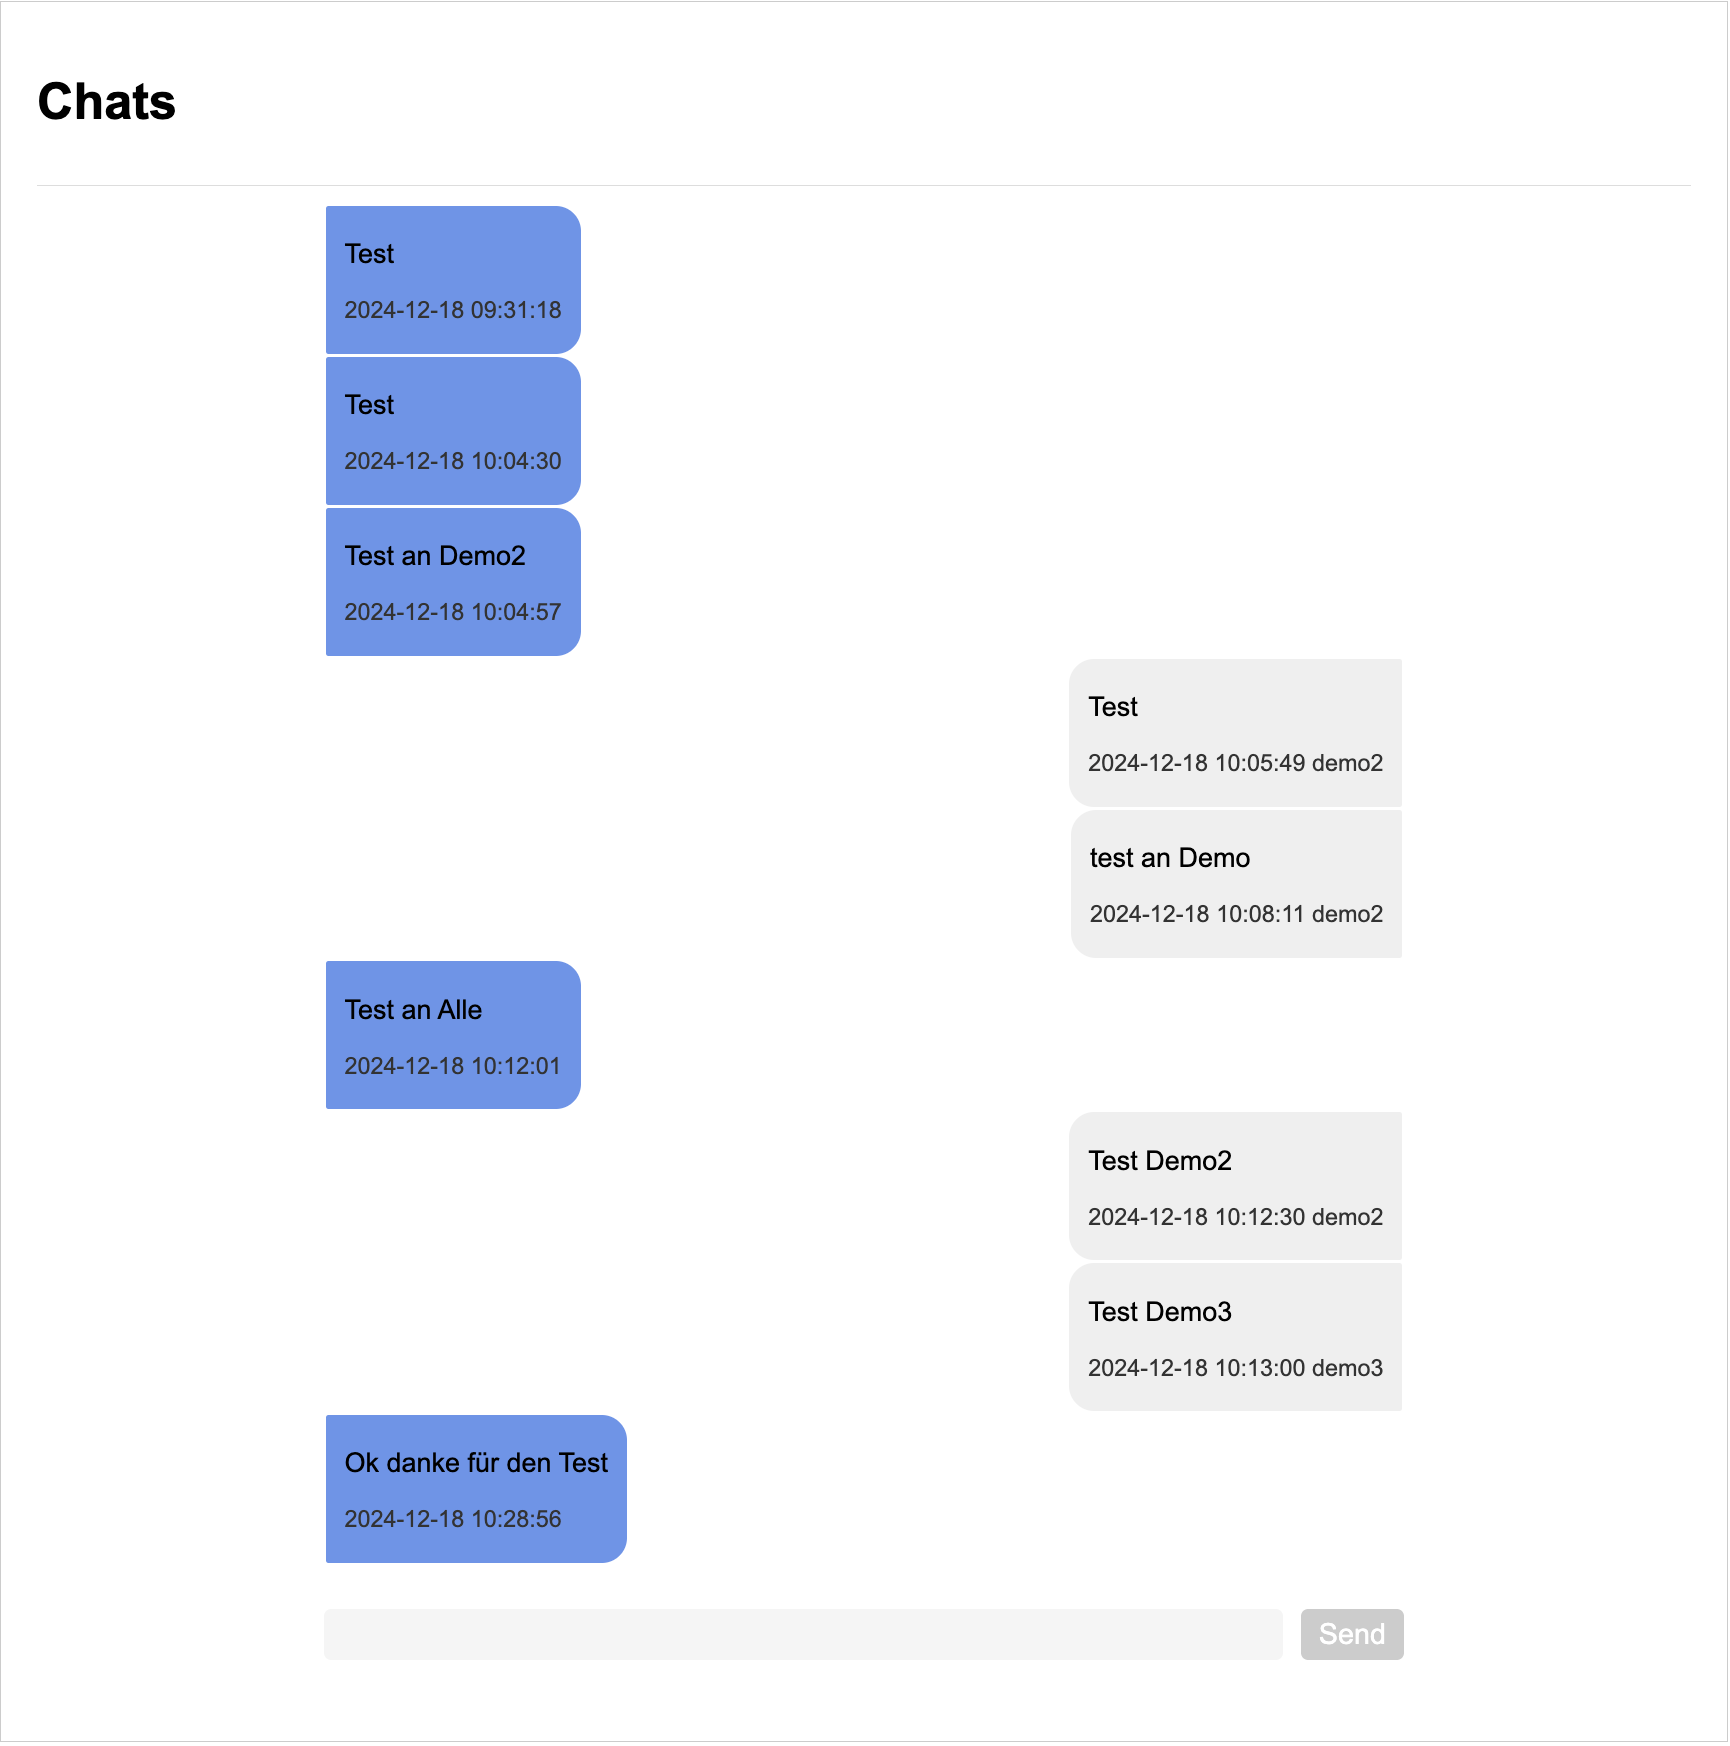 Chats
Test
2024-12-18 09:31:18
Test
2024-12-18 10:04:30
Test an Demo2
2024-12-18 10:04:57
Test
2024-12-18 10:05:49 demo2
test an Demo
2024-12-18 10:08:11 demo2
Test an Alle
2024-12-18 10:12:01
Test Demo2
2024-12-18 10:12:30 demo2
Test Demo3
2024-12-18 10:13:00 demo3
Ok danke für den Test
2024-12-18 10:28:56
Send